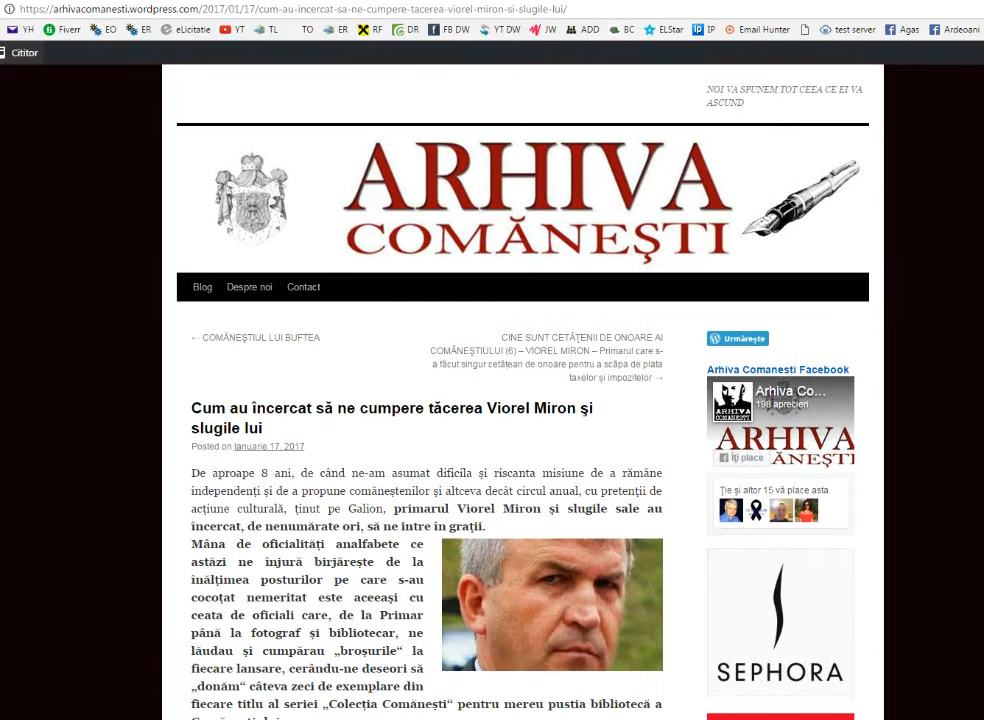 https://arhivacomanesti.wordpress.com/2017/01/17/cum-au-incercat-sa-ne-cumpere-tacerea-viorel-miron-si-slugile-lui/
YH Fiverr EO ER eLicitatie YT TL TO ER RF DR FB DW YT DW JW ADD BC ELStar IP Email Hunter test server Agas Ardeoani
Cititor
NOI VA SPUNEM TOT CEEA CE EI VA
ASCUND
ARHIVA
COMĂNEŞTI
Blog Despre noi Contact
← COMĂNEŞTIUL LUI BUFTEA
CINE SUNT CETĂŢENII DE ONOARE AI
COMĂNEŞTIULUI (6) – VIOREL MIRON – Primarul care s-
a făcut singur cetăţean de onoare pentru a scăpa de plata
taxelor şi impozitelor →
Urmărește
Arhiva Comanesti Facebook
Arhiva Co...
198 aprecieri
ARHIVA
COMĂNEŞTI
Îţi place
Ţie şi altor 15 vă place asta
Cum au încercat să ne cumpere tăcerea Viorel Miron şi
slugile lui
Posted on Ianuarie 17, 2017
De aproape 8 ani, de când ne-am asumat dificila şi riscanta misiune de a rămâne
independenţi şi de a propune comăneştenilor şi altceva decât circul anual, cu pretenţii de
acţiune culturală, ţinut pe Galion, primarul Viorel Miron şi slugile sale au
încercat, de nenumărate ori, să ne intre în graţii.
Mâna de oficialităţi analfabete ce
astăzi ne înjură birjăreşte de la
înălţimea posturilor pe care s-au
cocoţat nemeritat este aceeaşi cu
ceata de oficiali care, de la Primar
până la fotograf şi bibliotecar, ne
lăudau şi cumpărau „broşurile“ la
fiecare lansare, cerându-ne deseori să
„donăm“ câteva zeci de exemplare din
fiecare titlu al seriei „Colecţia Comăneşti“ pentru mereu pustia bibliotecă a
SEPHORA